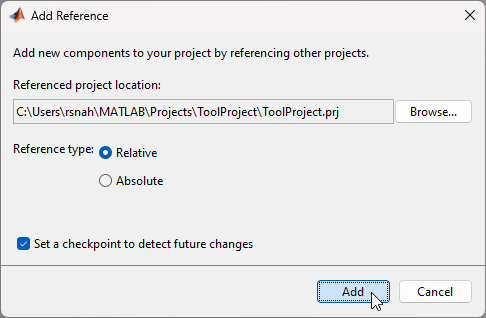 Add Reference
Add new components to your project by referencing other projects.
Referenced project location:
C:\Users\rsnah\MATLAB\Projects\ToolProject\ToolProject.prj
Browse...
Reference type:
Relative
Absolute
Set a checkpoint to detect future changes
Add
Cancel